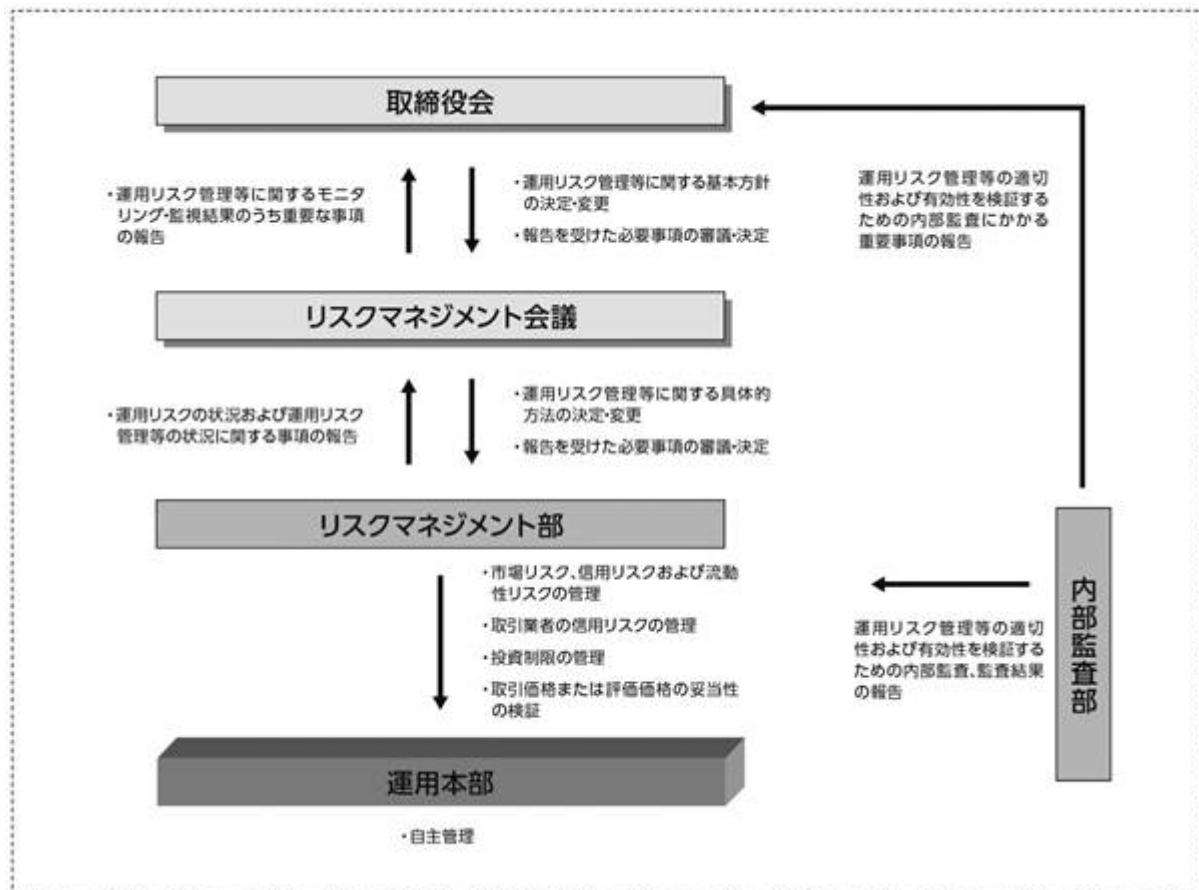 取締役会
・運用リスク管理等に関するモニタ
リング・監視結果のうち重要な事項
の報告
・運用リスク管理等に関する基本方針
の決定・変更
・報告を受けた必要事項の審議・決定
運用リスク管理等の適切
性および有効性を検証する
ための内部監査にかかる
重要事項の報告
リスクマネジメント会議
・運用リスクの状況および運用リスク
管理等の状況に関する事項の報告
・運用リスク管理等に関する具体的
方法の決定・変更
・報告を受けた必要事項の審議・決定
リスクマネジメント部
・市場リスク、信用リスクおよび流動
性リスクの管理
・取引業者の信用リスクの管理
・投資制限の管理
・取引価格または評価価格の妥当性
の検証
運用リスク管理等の適切
性および有効性を検証する
ための内部監査、監査結果
の報告
内部監査部
運用本部
・自主管理